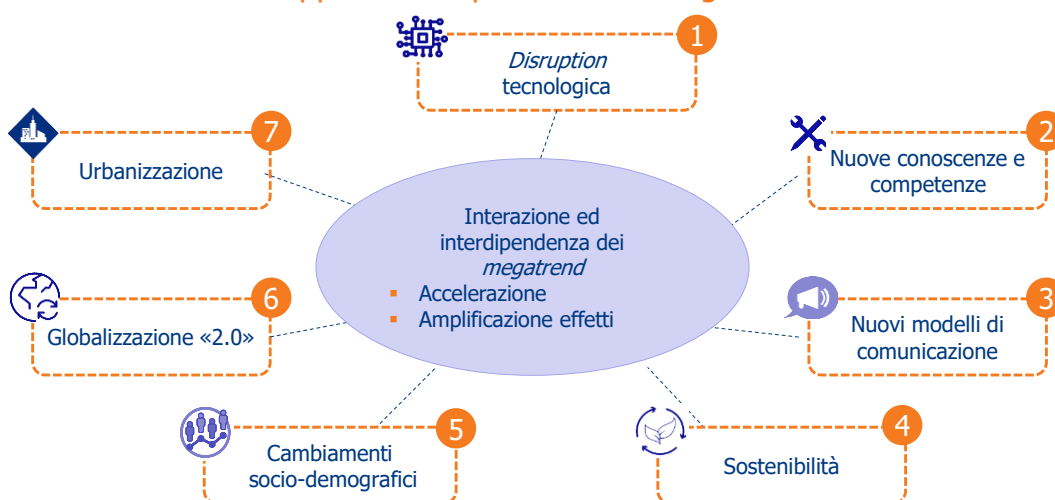 1
Disruption
tecnologica
2
Nuove conoscenze e
competenze
3
Nuovi modelli di
comunicazione
4
Sostenibilità
5
Cambiamenti
socio-demografici
6
Globalizzazione «2.0»
7
Urbanizzazione
Interazione ed
interdipendenza dei
megatrend
▪ Accelerazione
▪ Amplificazione effetti